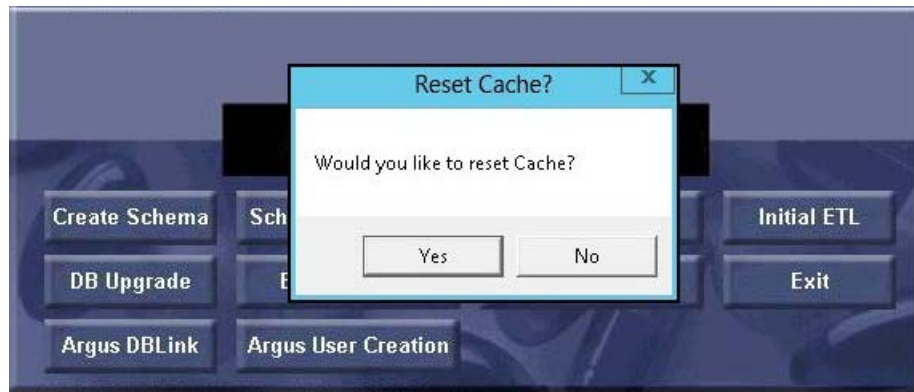 Reset Cache?
X
Would you like to reset Cache?
Yes No
Create Schema Sch Initial ETL
DB Upgrade E Exit
Argus DBLink Argus User Creation